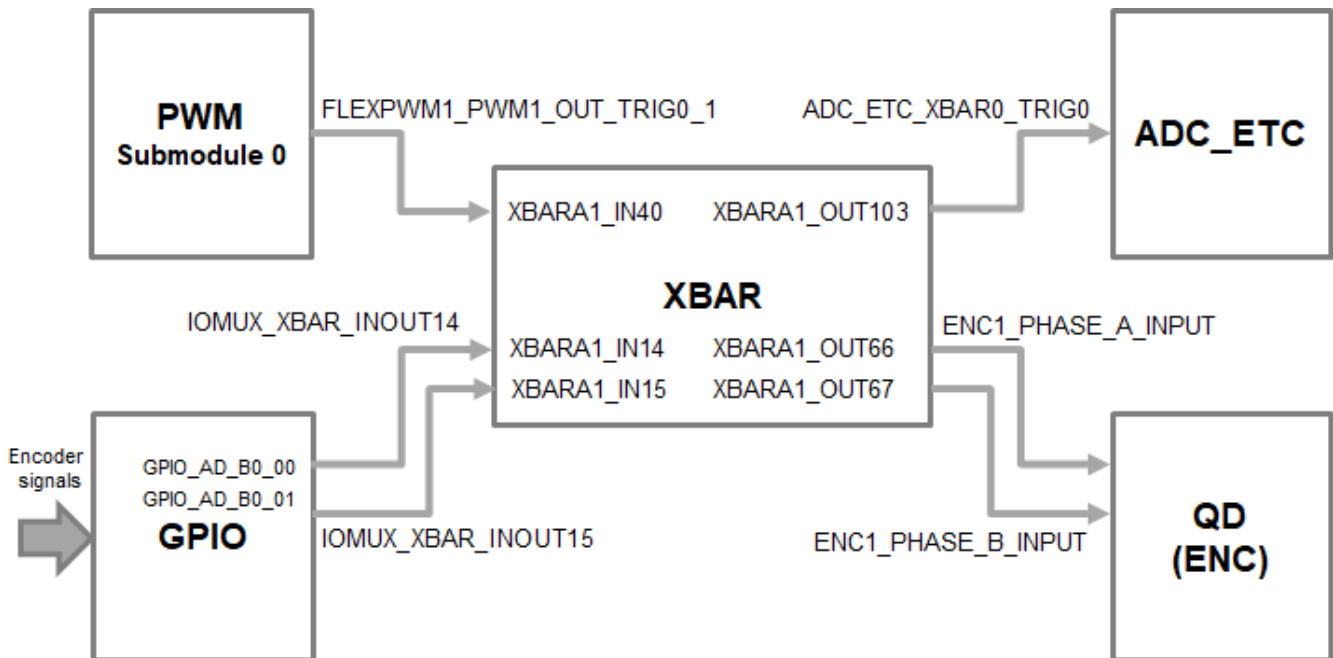 PWM
Submodule 0
FLEXPWM1_PWM1_OUT_TRIG0_1
ADC_ETC_XBAR0_TRIG0
ADC_ETC
XBARA1_IN40
XBARA1_OUT103
XBAR
IOMUX_XBAR_INOUT14
ENC1_PHASE_A_INPUT
XBARA1_IN14
XBARA1_OUT66
XBARA1_IN15
XBARA1_OUT67
Encoder
signals
GPIO_AD_B0_00
GPIO_AD_B0_01
GPIO
IOMUX_XBAR_INOUT15
ENC1_PHASE_B_INPUT
QD
(ENC)